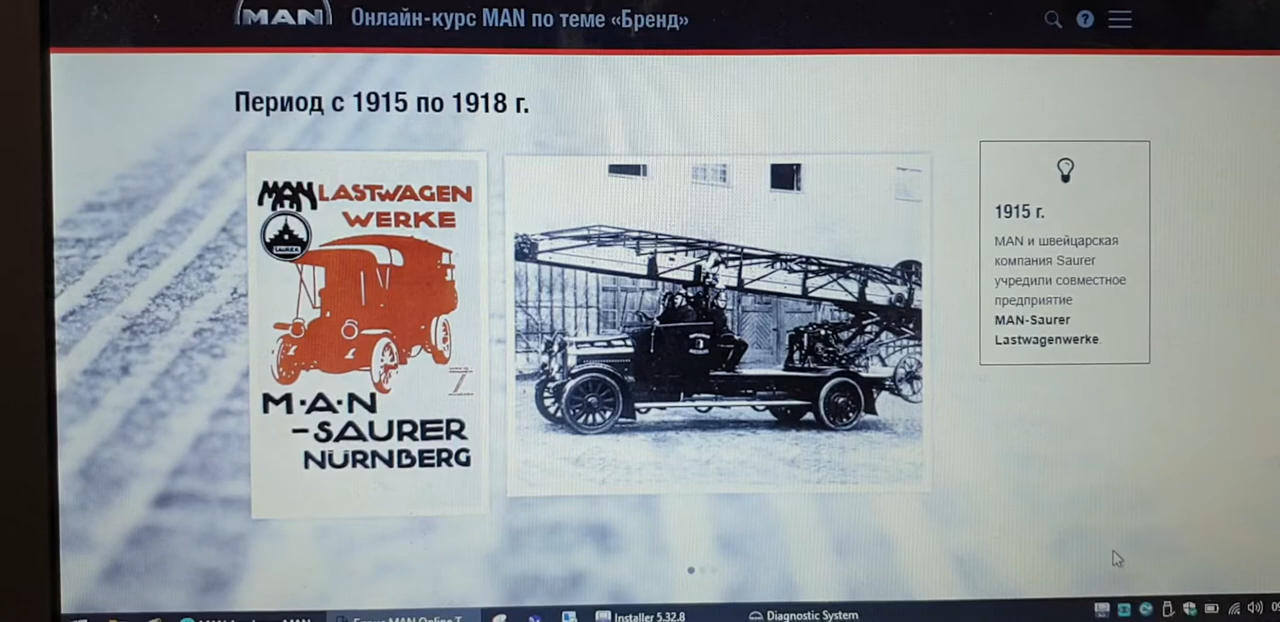 MAN
Онлайн-курс MAN по теме «Бренд»
?
Период с 1915 по 1918 г.
MAN LASTWAGEN
WERKE
SAURER
M·A·N
-SAURER
NÜRNBERG
1915 г.
MAN и швейцарская
компания Saurer
учредили совместное
предприятие
MAN-Saurer
Lastwagenwerke.
Installer 5.32.8
Diagnostic System